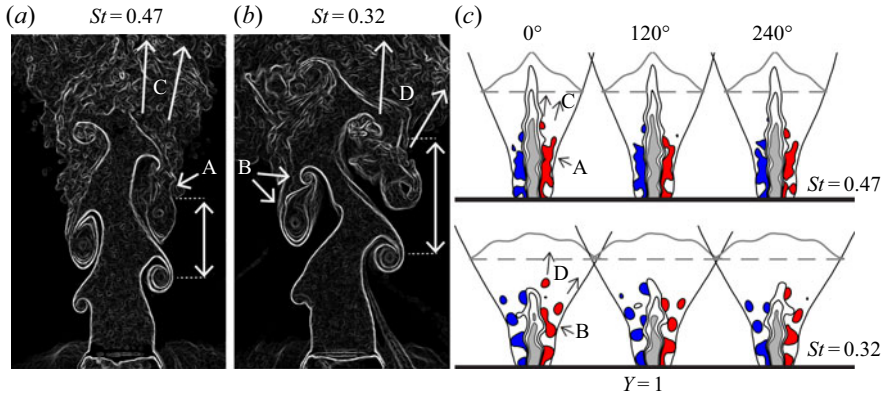 (a) St = 0.47
(b) St = 0.32
(c) 0° 120° 240°
C
A
D
B
C
A
St = 0.47
D
B
St = 0.32
Y = 1